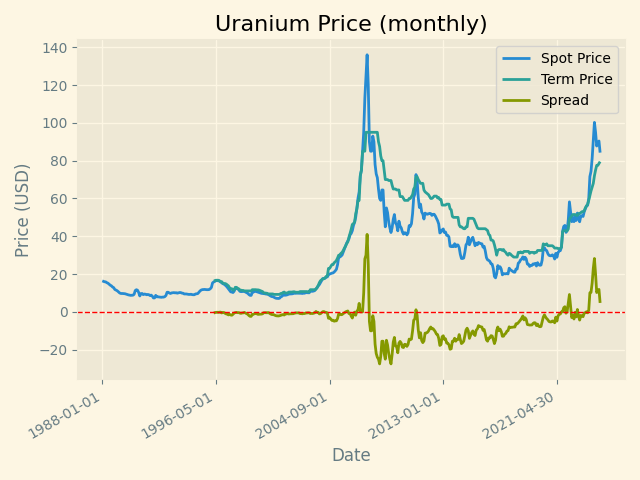 Uranium Price (monthly)
Spot Price
Term Price
Spread
Price (USD)
140
120
100
80
60
40
20
0
−20
1988-01-01
1996-05-01
2004-09-01
2013-01-01
2021-04-30
Date